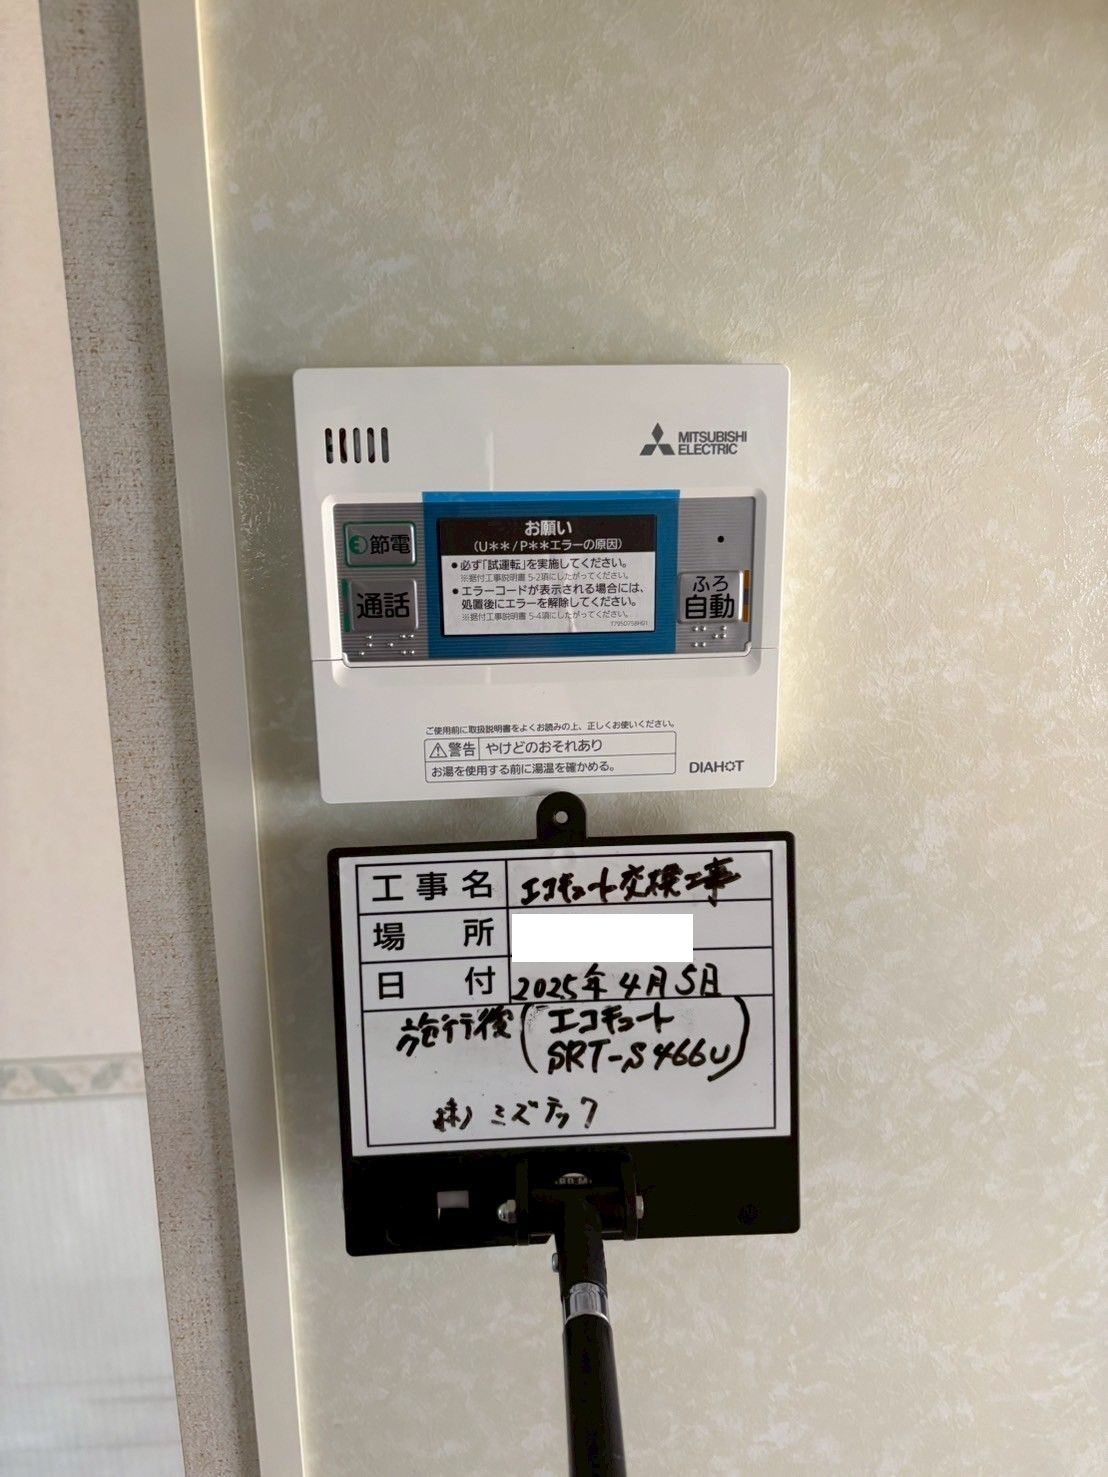 MITSUBISHI
ELECTRIC
節電
通話
お願い
(U**/P**エラーの原因)
●必ず「試運転」を実施してください。
※据付工事説明書 5-2項にしたがってください。
●エラーコードが表示される場合には、
処置後にエラーを解除してください。
※据付工事説明書 5-4項にしたがってください。
T795D758H01
ふろ
自動
ご使用前に取扱説明書をよくお読みの上、正しくお使いください。
⚠警告 やけどのおそれあり
お湯を使用する前に湯温を確かめる。
DIAHOT
工事名 エコキュート交換工事
場所
日付 2025年4月5日
施行後(エコキュート
SRT-S466U)
(株)ミズテック